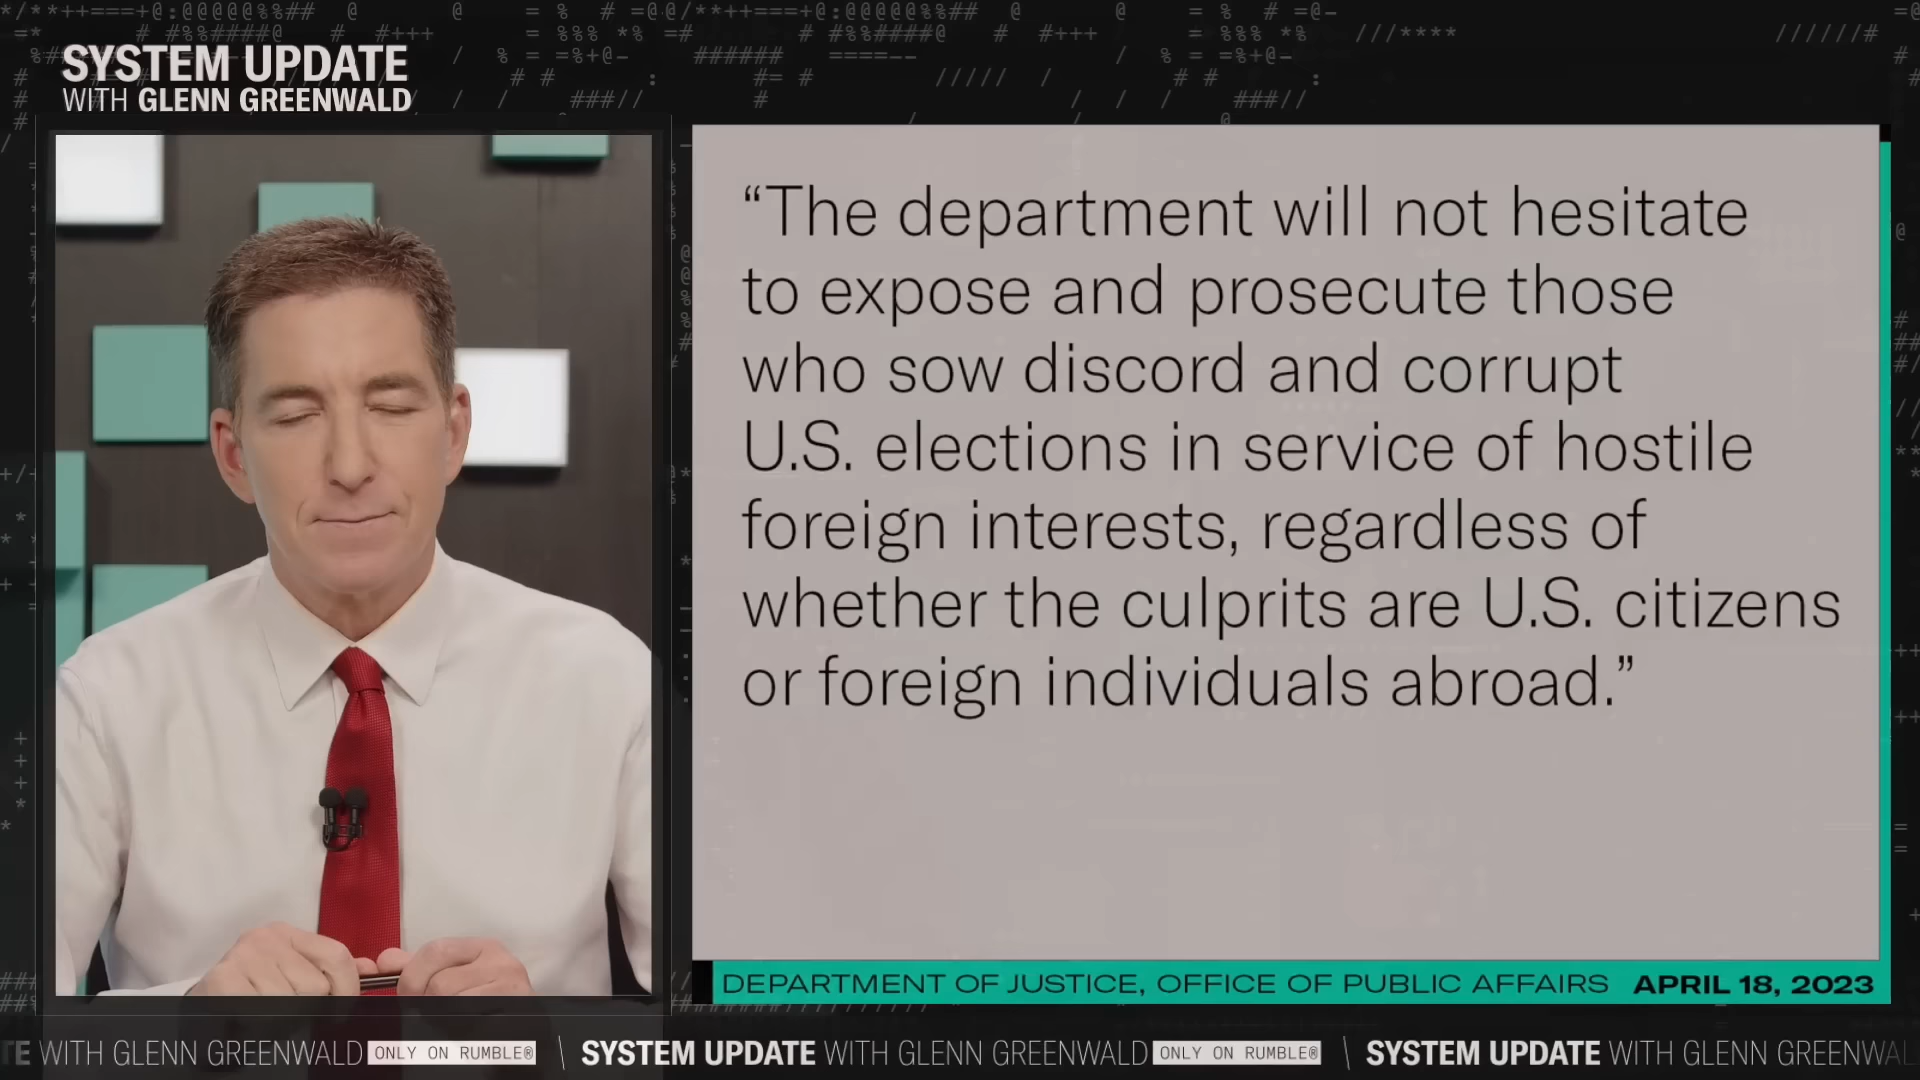 SYSTEM UPDATE
WITH GLENN GREENWALD
“The department will not hesitate
to expose and prosecute those
who sow discord and corrupt
U.S. elections in service of hostile
foreign interests, regardless of
whether the culprits are U.S. citizens
or foreign individuals abroad.”
DEPARTMENT OF JUSTICE, OFFICE OF PUBLIC AFFAIRS APRIL 18, 2023
TE WITH GLENN GREENWALD ONLY ON RUMBLE® \ SYSTEM UPDATE WITH GLENN GREENWALD ONLY ON RUMBLE® \ SYSTEM UPDATE WITH GLENN GREENWAL